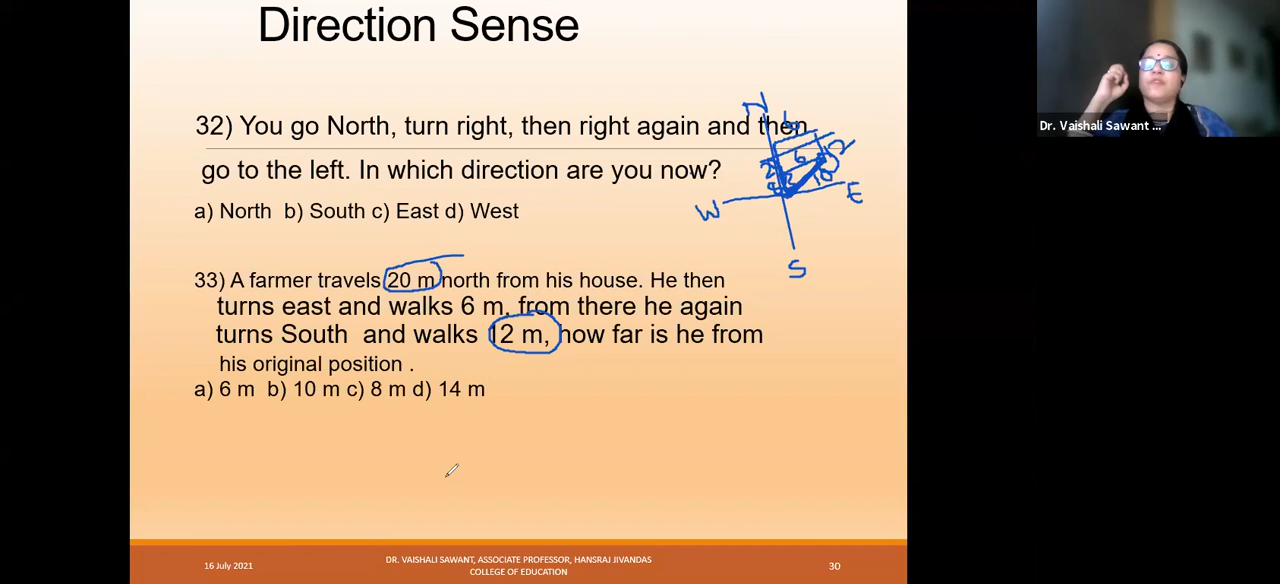 Direction Sense
32) You go North, turn right, then right again and then
go to the left. In which direction are you now?
a) North b) South c) East d) West
33) A farmer travels 20 m north from his house. He then
turns east and walks 6 m, from there he again
turns South and walks 12 m, how far is he from
his original position .
a) 6 m b) 10 m c) 8 m d) 14 m
N
6
12
6
10
W
E
S
Dr. Vaishali Sawant ...
16 July 2021
DR. VAISHALI SAWANT, ASSOCIATE PROFESSOR, HANSRAJ JIVANDAS
COLLEGE OF EDUCATION
30